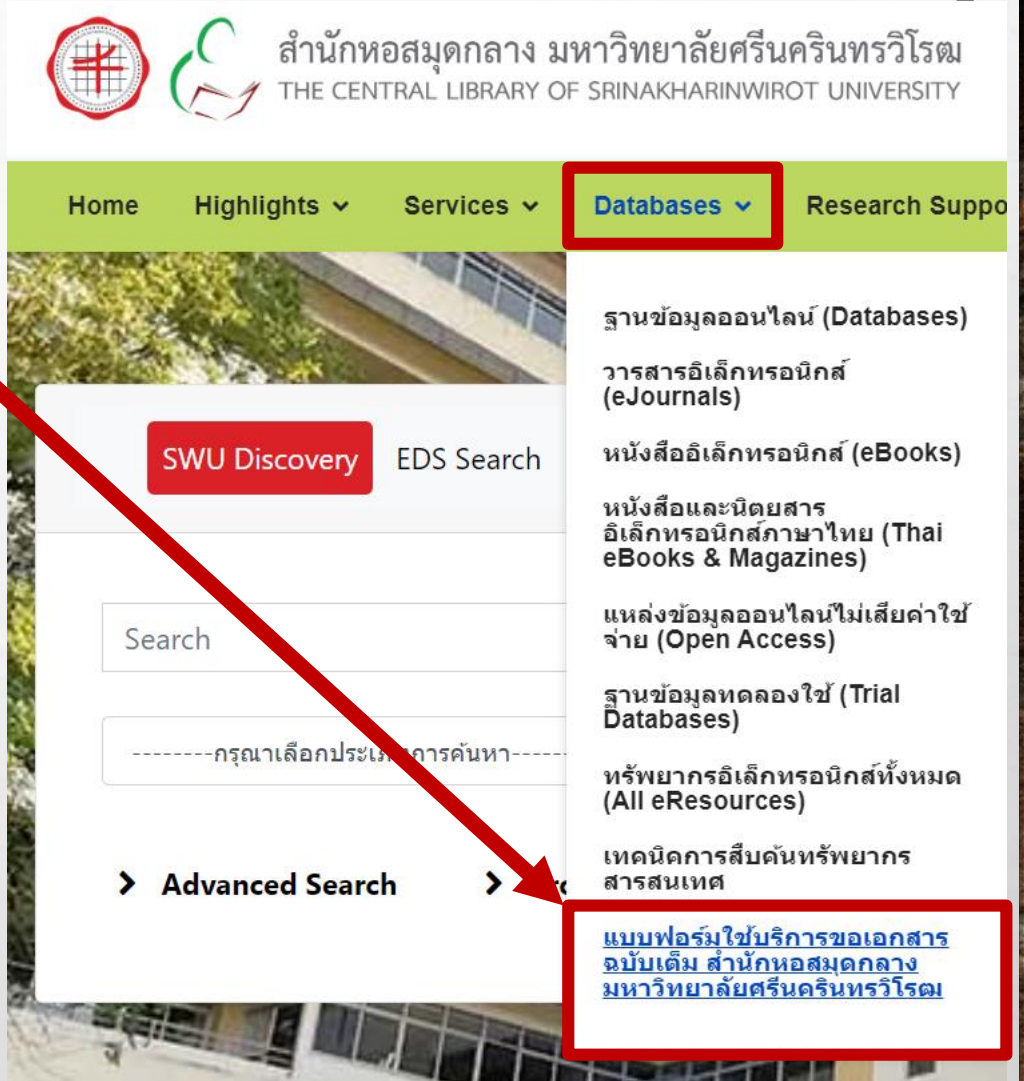 สำนักหอสมุดกลาง มหาวิทยาลัยศรีนครินทรวิโรฒ
THE CENTRAL LIBRARY OF SRINAKHARINWIROT UNIVERSITY
Home Highlights Services Databases Research Suppo
ฐานข้อมูลออนไลน์ (Databases)
วารสารอิเล็กทรอนิกส์
(eJournals)
หนังสืออิเล็กทรอนิกส์ (eBooks)
หนังสือและนิตยสาร
อิเล็กทรอนิกส์ภาษาไทย (Thai
eBooks & Magazines)
แหล่งข้อมูลออนไลน์ไม่เสียค่าใช้
จ่าย (Open Access)
ฐานข้อมูลทดลองใช้ (Trial
Databases)
ทรัพยากรอิเล็กทรอนิกส์ทั้งหมด
(All eResources)
เทคนิคการสืบค้นทรัพยากร
สารสนเทศ
แบบฟอร์มใช้บริการขอเอกสาร
ฉบับเต็ม สำนักหอสมุดกลาง
มหาวิทยาลัยศรีนครินทรวิโรฒ
SWU Discovery EDS Search
Search
--------กรุณาเลือกประเภทการค้นหา------
Advanced Search